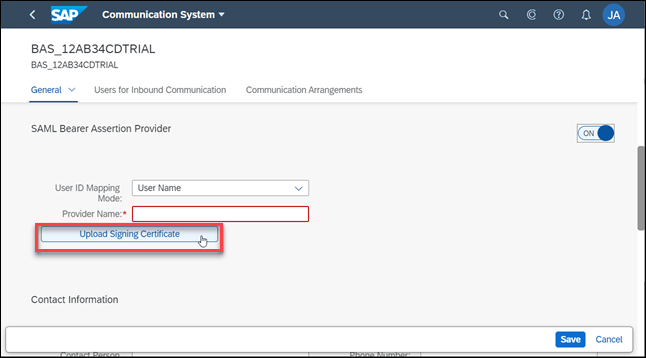 SAP Communication System JA
BAS_12AB34CDTRIAL
BAS_12AB34CDTRIAL
General Users for Inbound Communication Communication Arrangements
SAML Bearer Assertion Provider ON
User ID Mapping User Name
Mode:
Provider Name:*
Upload Signing Certificate
Contact Information
Save Cancel
Contact Person Phone Number: